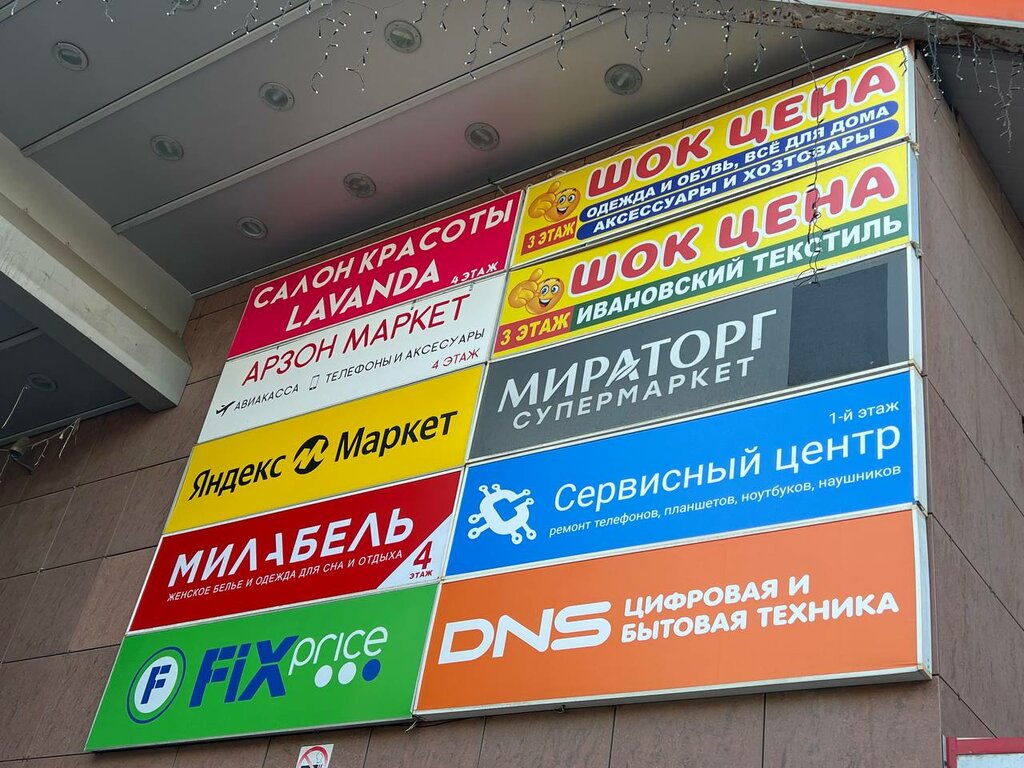 САЛОН КРАСОТЫ
LAVANDA
4 ЭТАЖ
АРЗОН МАРКЕТ
АВИАКАССА ТЕЛЕФОНЫ И АКСЕСУАРЫ
4 ЭТАЖ
Яндекс Маркет
МИЛАБЕЛЬ
ЖЕНСКОЕ БЕЛЬЕ И ОДЕЖДА ДЛЯ СНА И ОТДЫХА
4
ЭТАЖ
F FIX price
ШОК ЦЕНА
ОДЕЖДА И ОБУВЬ, ВСЁ ДЛЯ ДОМА
3 ЭТАЖ АКСЕССУАРЫ И ХОЗТОВАРЫ
ШОК ЦЕНА
3 ЭТАЖ ИВАНОВСКИЙ ТЕКСТИЛЬ
МИРАТОРГ
СУПЕРМАРКЕТ
1-й этаж
Сервисный центр
ремонт телефонов, планшетов, ноутбуков, наушников
DNS ЦИФРОВАЯ И
БЫТОВАЯ ТЕХНИКА